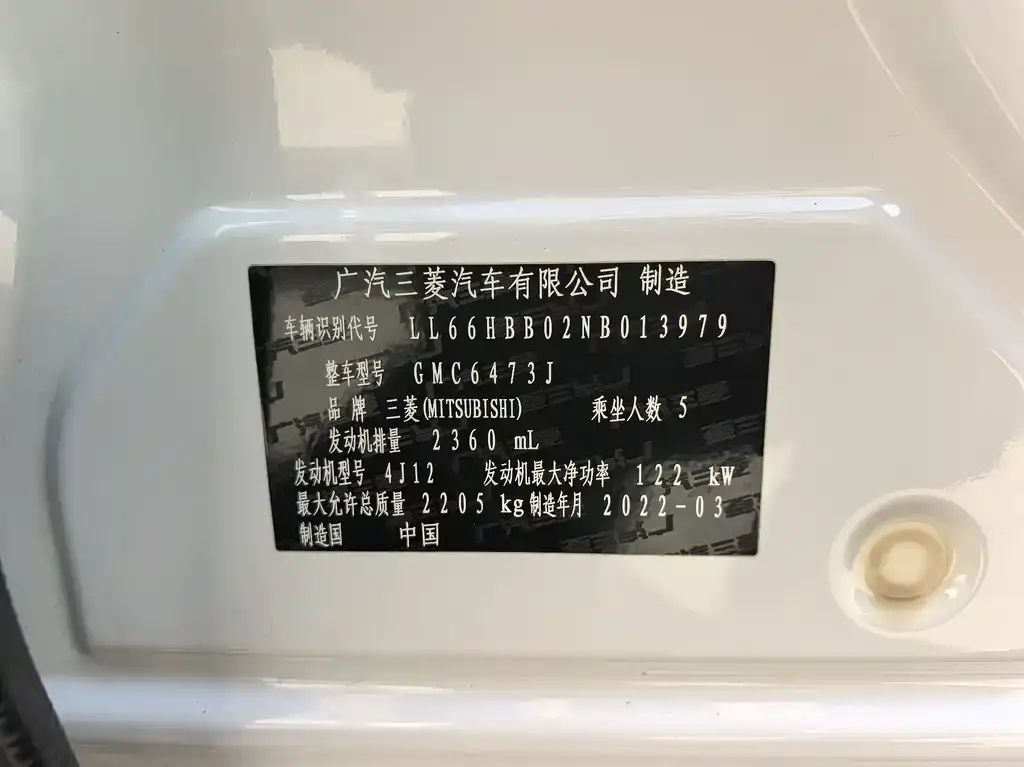 广汽三菱汽车有限公司 制造
车辆识别代号 LL66HBB02NB013979
整车型号 GMC6473J
品牌 三菱(MITSUBISHI) 乘坐人数 5
发动机排量 2360 mL
发动机型号 4J12 发动机最大净功率 122 kW
最大允许总质量 2205 kg 制造年月 2022-03
制造国 中国